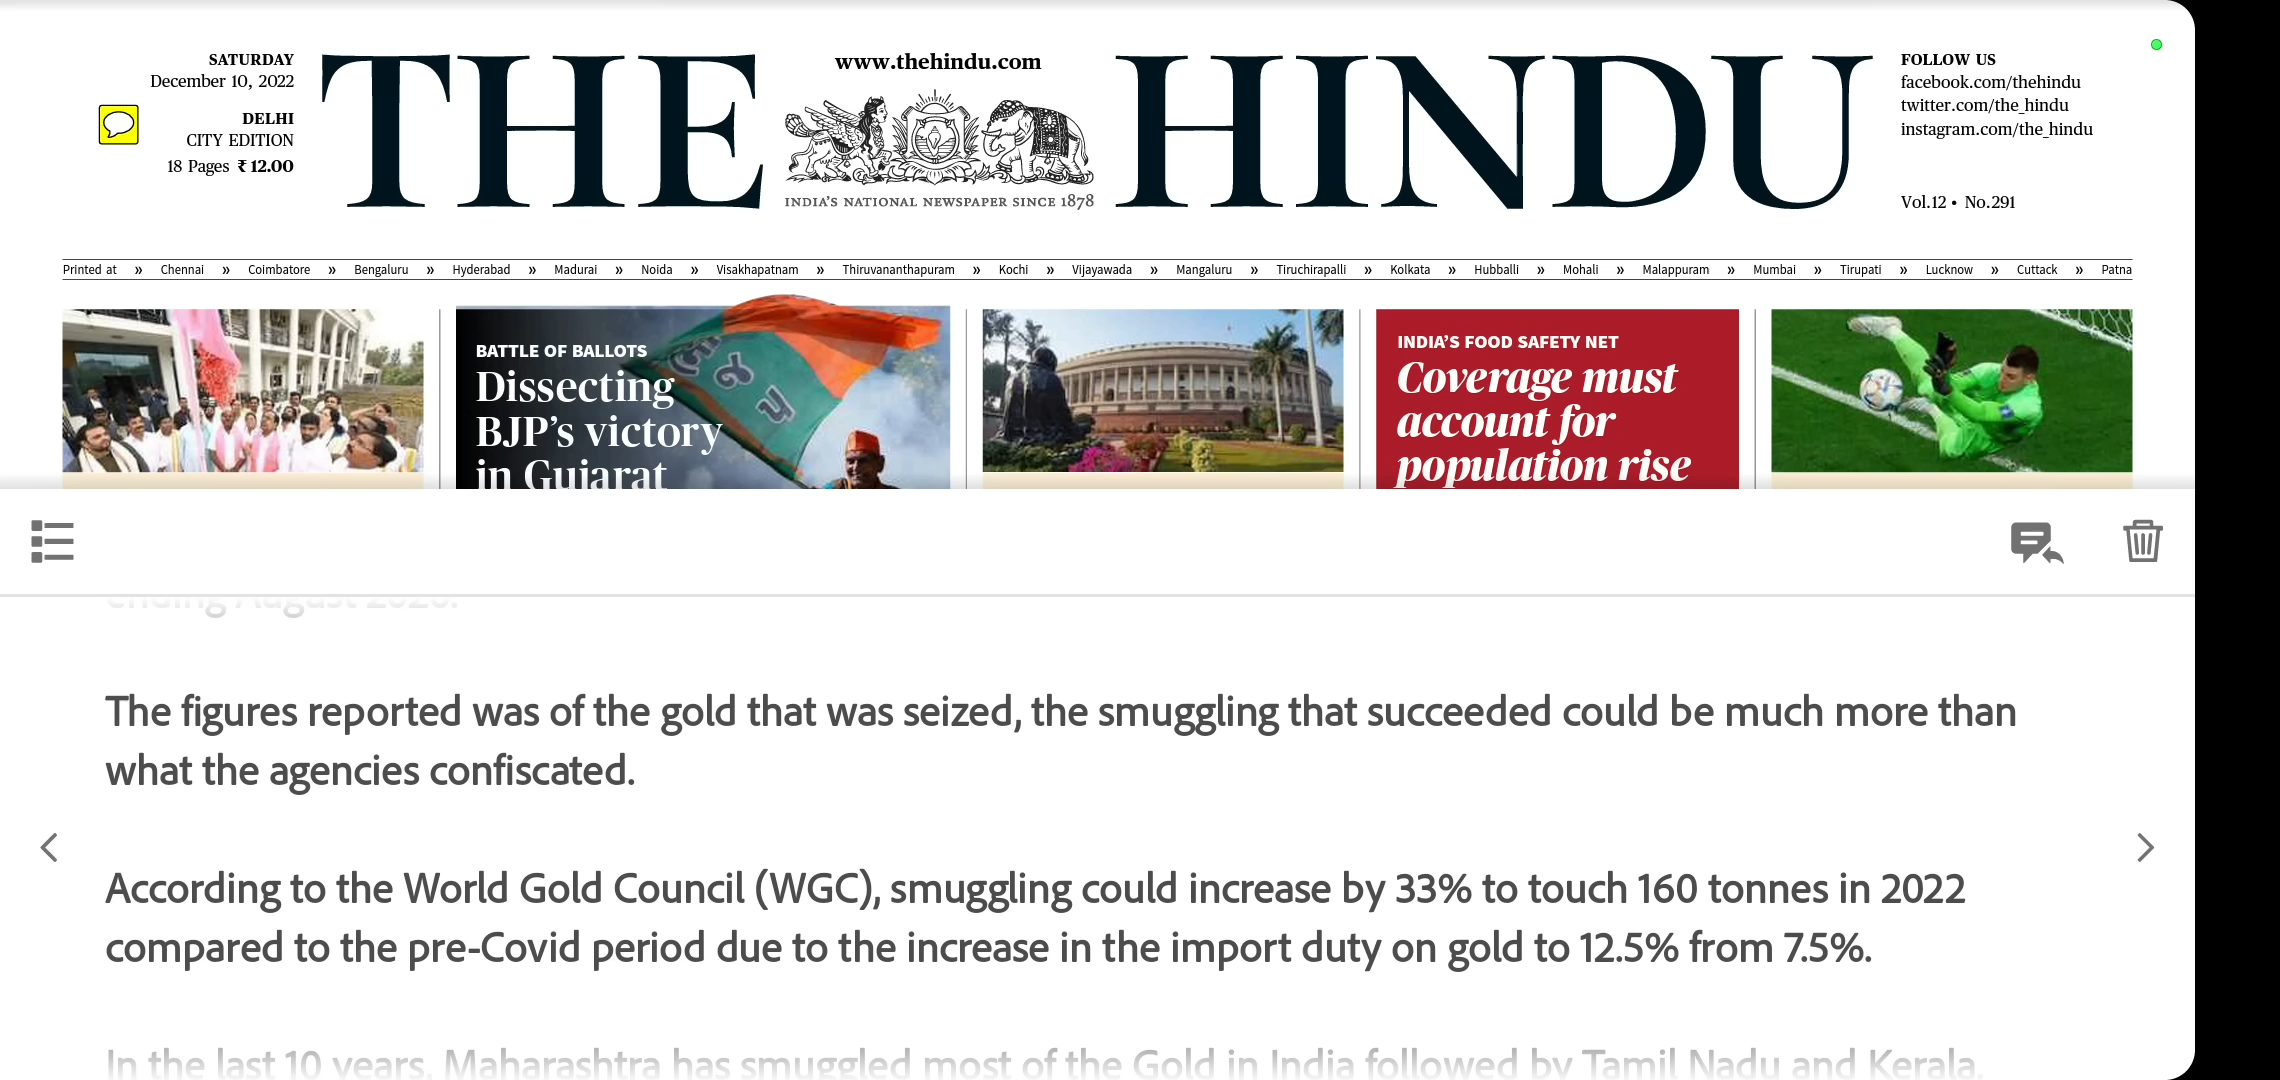 SATURDAY
December 10, 2022
DELHI
CITY EDITION
18 Pages ₹ 12.00
THE HINDU
www.thehindu.com
INDIA'S NATIONAL NEWSPAPER SINCE 1878
FOLLOW US
facebook.com/thehindu
twitter.com/the_hindu
instagram.com/the_hindu
Vol.12 • No.291
Printed at » Chennai » Coimbatore » Bengaluru » Hyderabad » Madurai » Noida » Visakhapatnam » Thiruvananthapuram » Kochi » Vijayawada » Mangaluru » Tiruchirapalli » Kolkata » Hubballi » Mohali » Malappuram » Mumbai » Tirupati » Lucknow » Cuttack » Patna
BATTLE OF BALLOTS
Dissecting
BJP's victory
in Gujarat
INDIA'S FOOD SAFETY NET
Coverage must
account for
population rise
ending August 2020.
The figures reported was of the gold that was seized, the smuggling that succeeded could be much more than
what the agencies confiscated.
According to the World Gold Council (WGC), smuggling could increase by 33% to touch 160 tonnes in 2022
compared to the pre-Covid period due to the increase in the import duty on gold to 12.5% from 7.5%.
In the last 10 years, Maharashtra has smuggled most of the Gold in India followed by Tamil Nadu and Kerala.